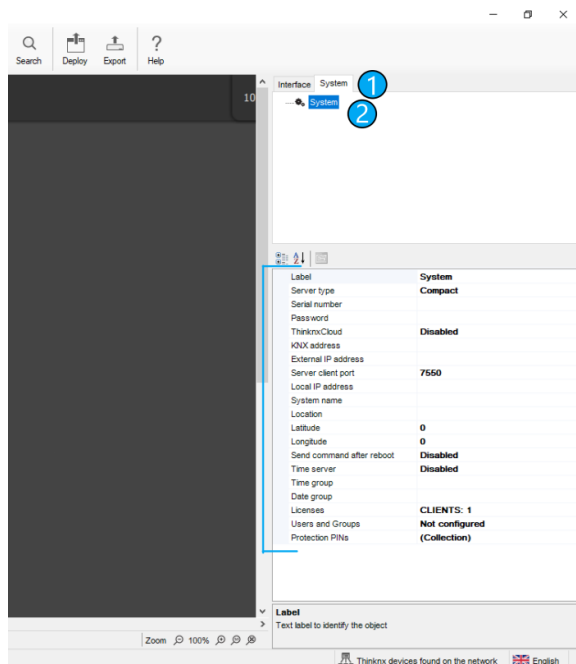 Search Deploy Export Help
10
Interface System 1
System
2
Label System
Server type Compact
Serial number
Password
ThinknxCloud Disabled
KNX address
External IP address
Server client port 7550
Local IP address
System name
Location
Latitude 0
Longitude 0
Send command after reboot Disabled
Time server Disabled
Time group
Date group
Licenses CLIENTS: 1
Users and Groups Not configured
Protection PINs (Collection)
Label
Text label to identify the object
Zoom 100%
Thinknx devices found on the network English